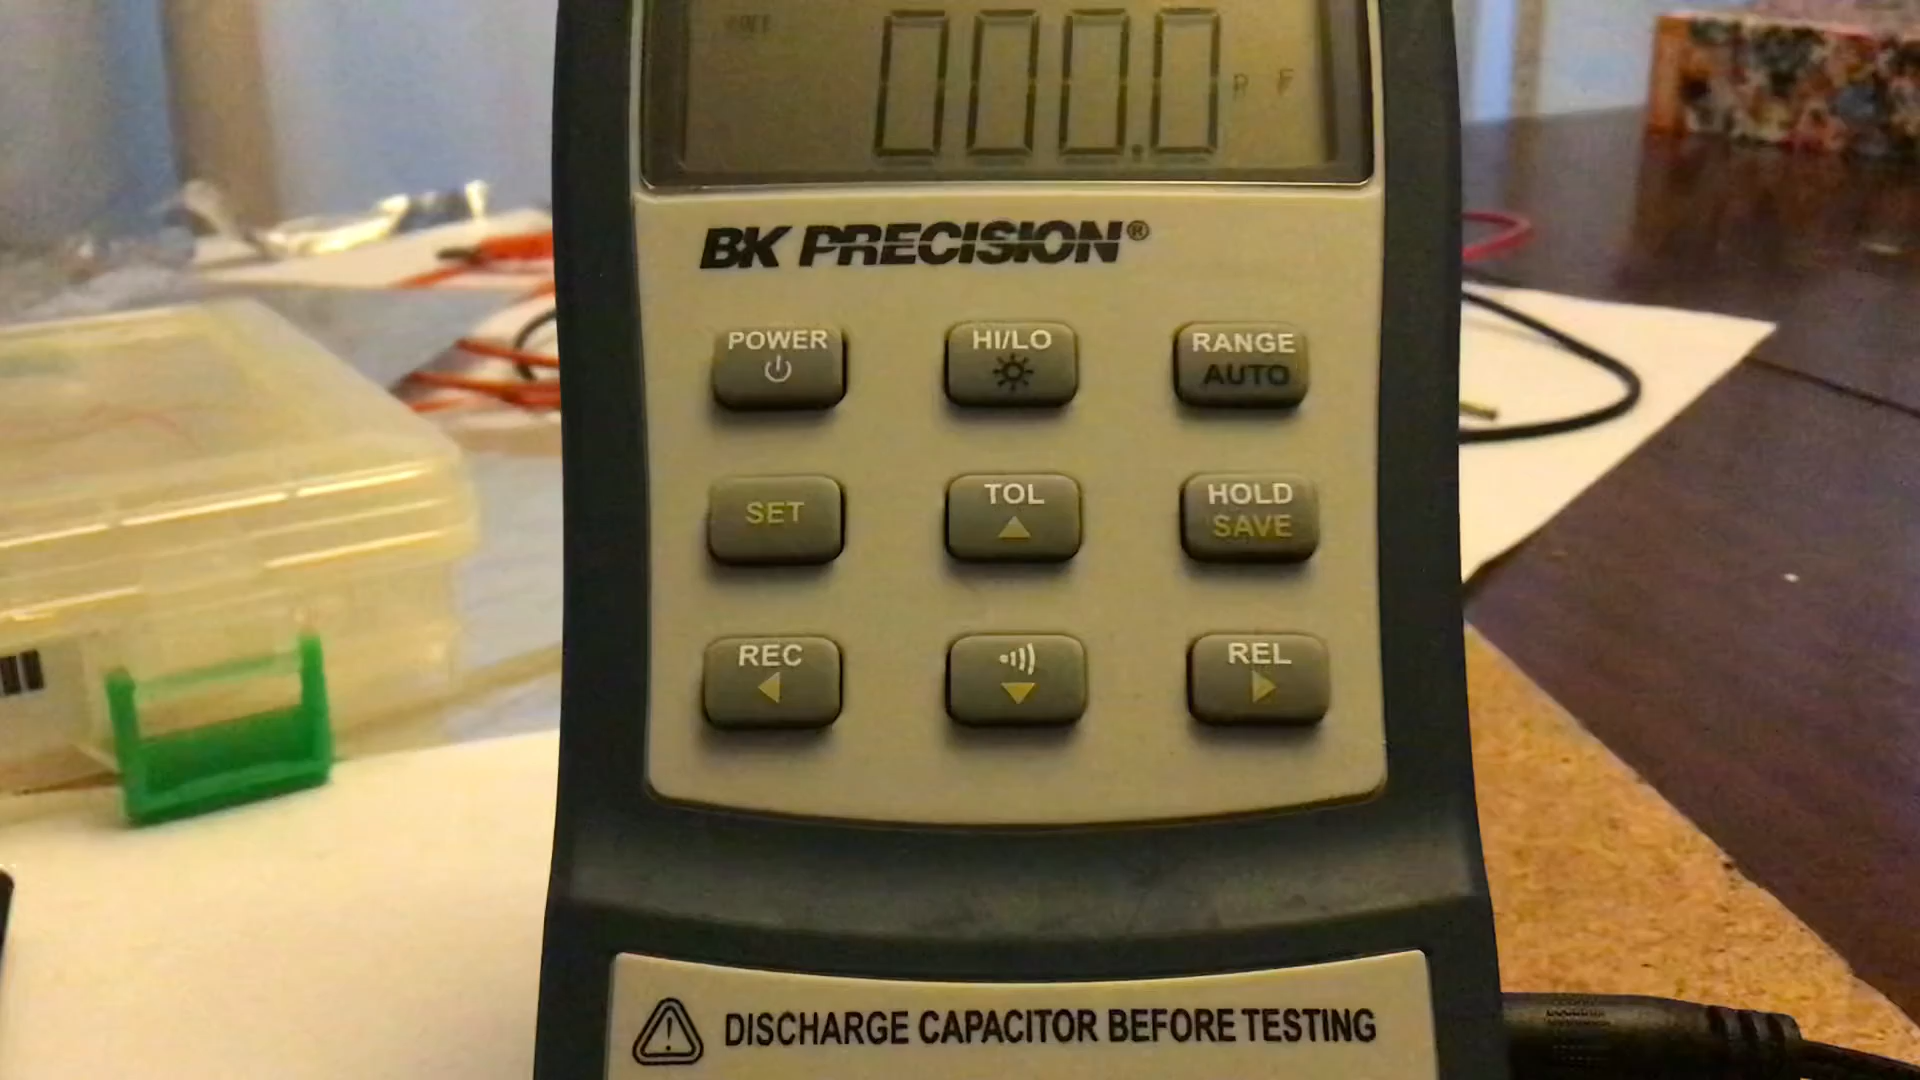 000.0 p F
BK PRECISION®
POWER HI/LO RANGE
AUTO
SET TOL HOLD
SAVE
REC REL
DISCHARGE CAPACITOR BEFORE TESTING